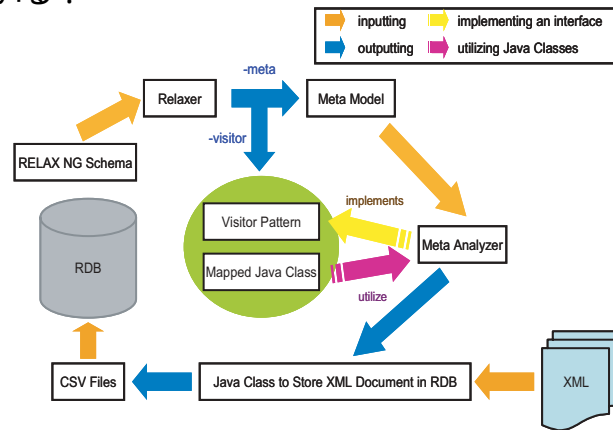 inputting
implementing an interface
outputting
utilizing Java Classes
-meta
Relaxer
Meta Model
-visitor
RELAX NG Schema
implements
Visitor Pattern
Meta Analyzer
RDB
Mapped Java Class
utilize
CSV Files
Java Class to Store XML Document in RDB
XML